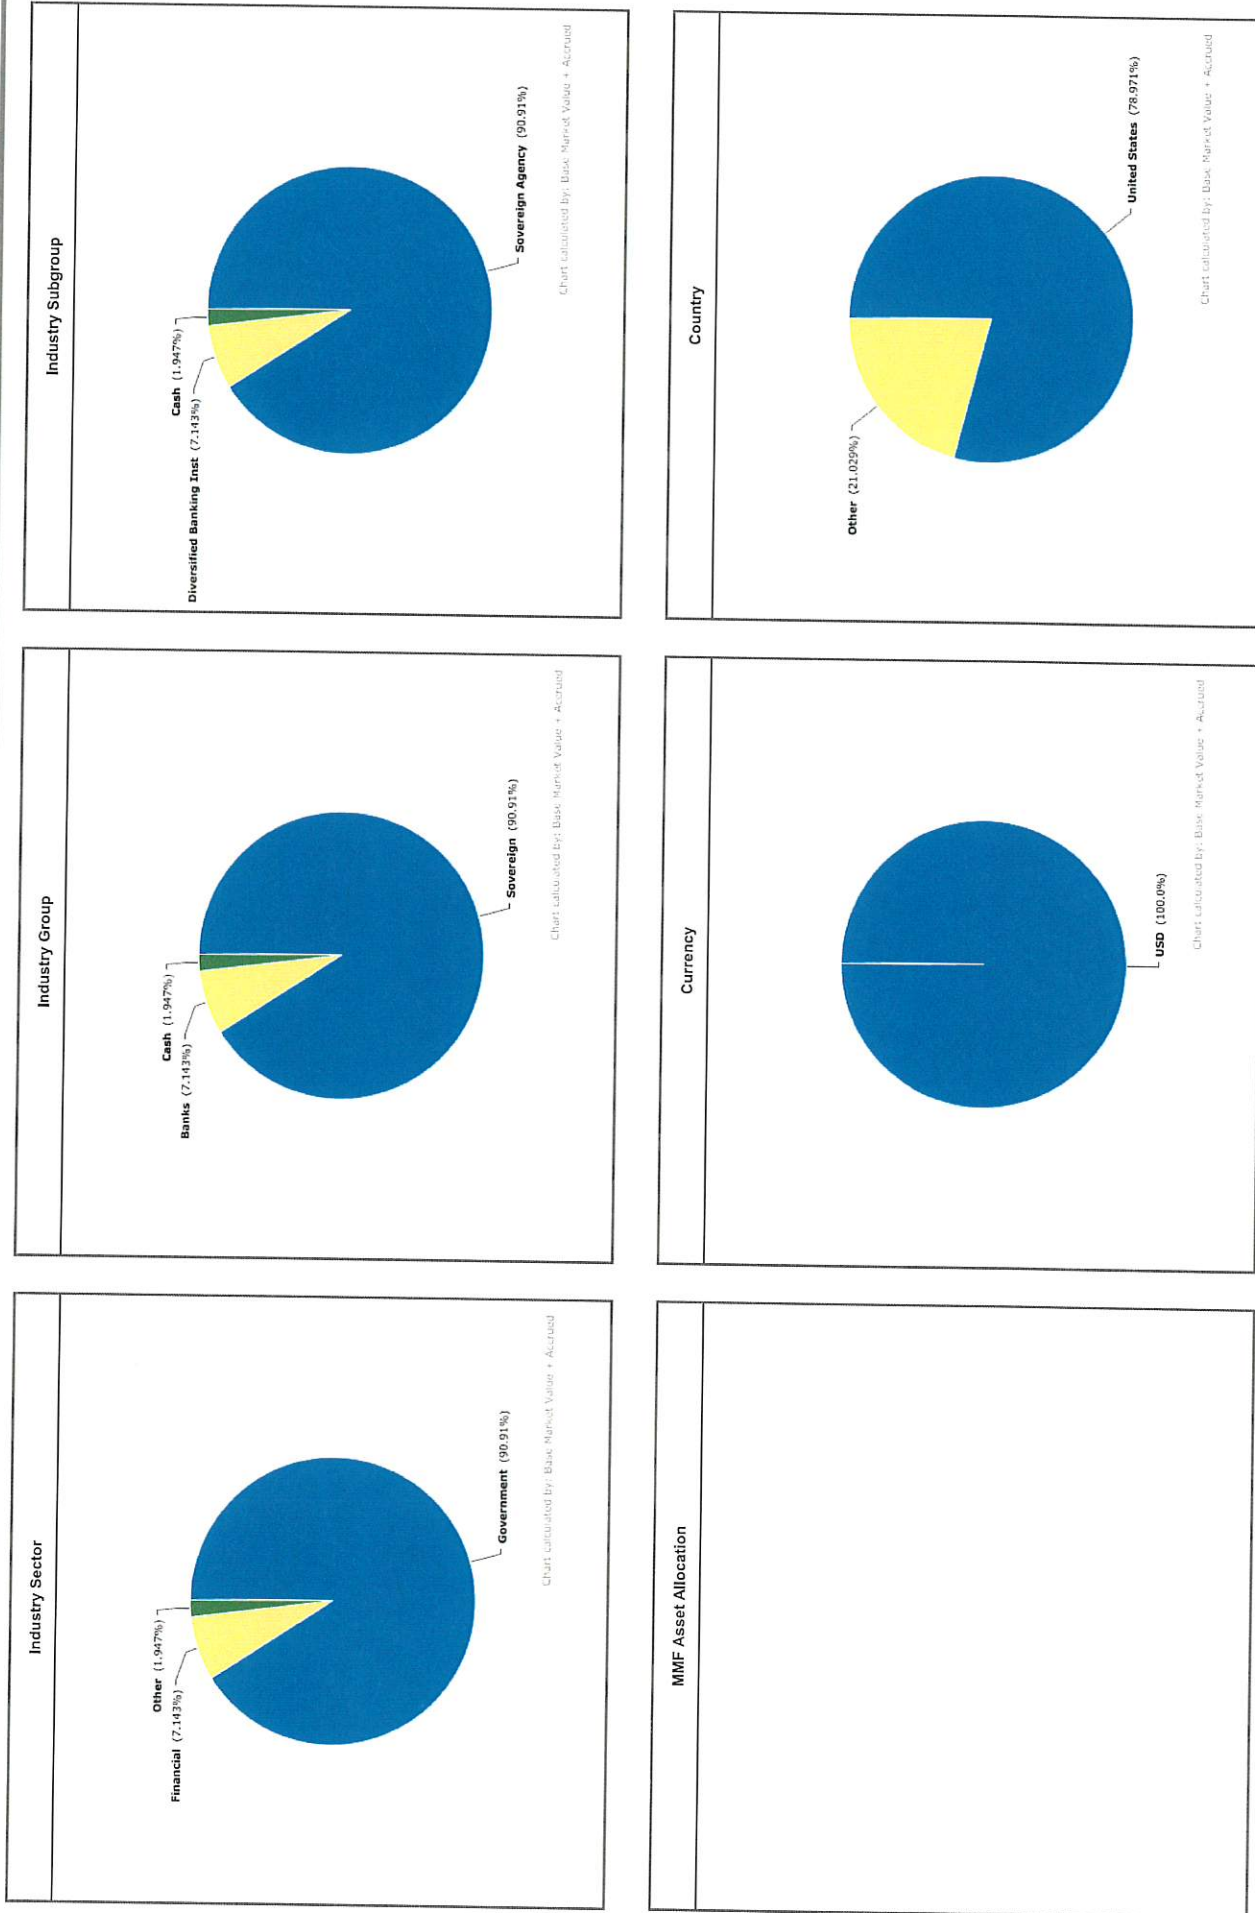 Industry Sector
Other (1.947%)
Financial (7.143%)
Government (90.91%)
Chart calculated by: Base Market Value + Accrued
Industry Group
Cash (1.947%)
Banks (7.143%)
Sovereign (90.91%)
Chart calculated by: Base Market Value + Accrued
Industry Subgroup
Cash (1.947%)
Diversified Banking Inst (7.143%)
Sovereign Agency (90.91%)
Chart calculated by: Base Market Value + Accrued
MMF Asset Allocation
Currency
USD (100.0%)
Chart calculated by: Base Market Value + Accrued
Country
Other (21.029%)
United States (78.971%)
Chart calculated by: Base Market Value + Accrued